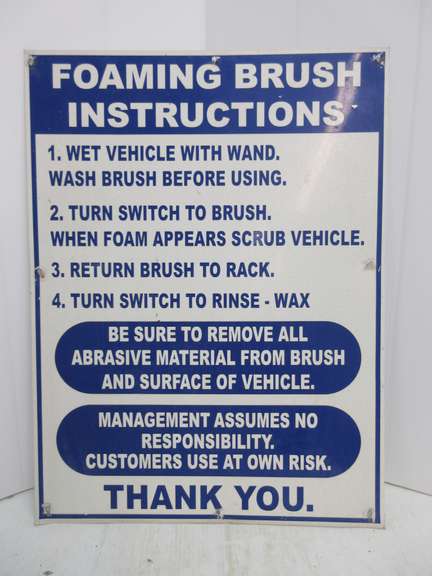 FOAMING BRUSH
INSTRUCTIONS
1. WET VEHICLE WITH WAND.
WASH BRUSH BEFORE USING.
2. TURN SWITCH TO BRUSH.
WHEN FOAM APPEARS SCRUB VEHICLE.
3. RETURN BRUSH TO RACK.
4. TURN SWITCH TO RINSE - WAX
BE SURE TO REMOVE ALL
ABRASIVE MATERIAL FROM BRUSH
AND SURFACE OF VEHICLE.
MANAGEMENT ASSUMES NO
RESPONSIBILITY.
CUSTOMERS USE AT OWN RISK.
THANK YOU.